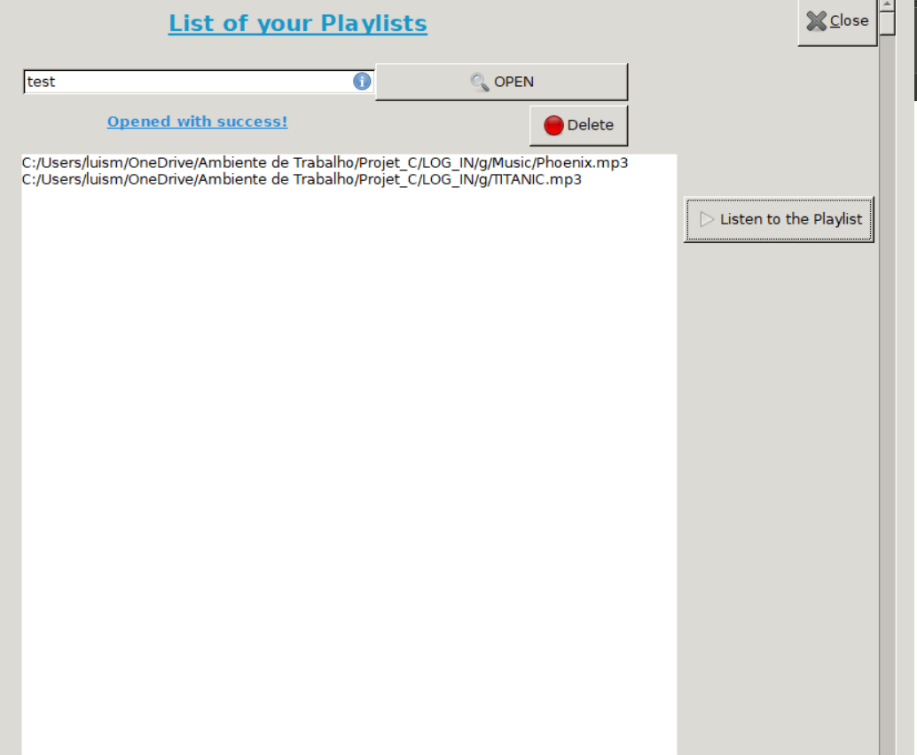 List of your Playlists
Close
test
OPEN
Opened with success!
Delete
C:/Users/luism/OneDrive/Ambiente de Trabalho/Projet_C/LOG_IN/g/Music/Phoenix.mp3
C:/Users/luism/OneDrive/Ambiente de Trabalho/Projet_C/LOG_IN/g/TITANIC.mp3
Listen to the Playlist